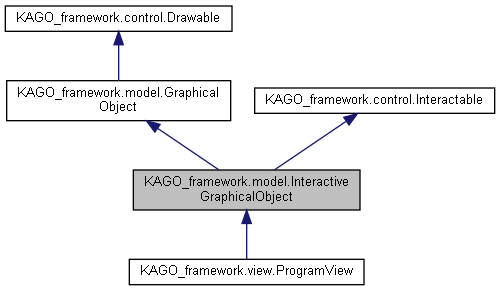 KAGO_framework.control.Drawable
KAGO_framework.model.Graphical
Object
KAGO_framework.control.Interactable
KAGO_framework.model.Interactive
GraphicalObject
KAGO_framework.view.ProgramView